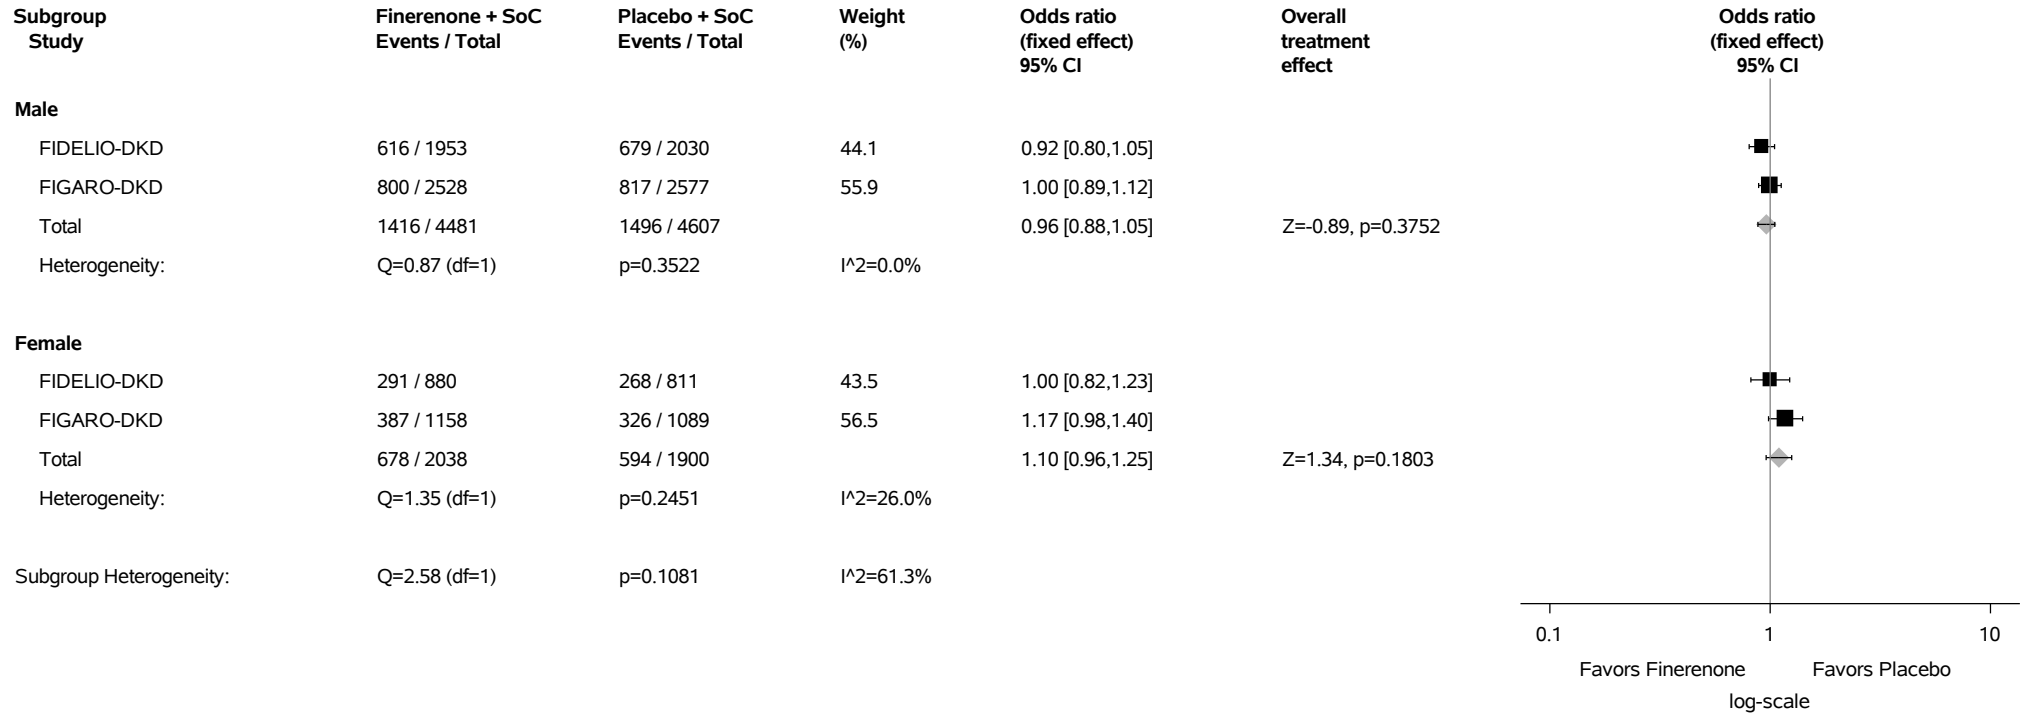 Subgroup Finerenone + SoC Placebo + SoC Weight Odds ratio Overall Odds ratio
Study Events / Total Events / Total (%) (fixed effect) treatment (fixed effect)
95% CI effect 95% CI
Male
FIDELIO-DKD 616 / 1953 679 / 2030 44.1 0.92 [0.80,1.05]
FIGARO-DKD 800 / 2528 817 / 2577 55.9 1.00 [0.89,1.12]
Total 1416 / 4481 1496 / 4607 0.96 [0.88,1.05] Z=-0.89, p=0.3752
Heterogeneity: Q=0.87 (df=1) p=0.3522 I^2=0.0%
Female
FIDELIO-DKD 291 / 880 268 / 811 43.5 1.00 [0.82,1.23]
FIGARO-DKD 387 / 1158 326 / 1089 56.5 1.17 [0.98,1.40]
Total 678 / 2038 594 / 1900 1.10 [0.96,1.25] Z=1.34, p=0.1803
Heterogeneity: Q=1.35 (df=1) p=0.2451 I^2=26.0%
Subgroup Heterogeneity: Q=2.58 (df=1) p=0.1081 I^2=61.3%
0.1 1 10
Favors Finerenone Favors Placebo
log-scale